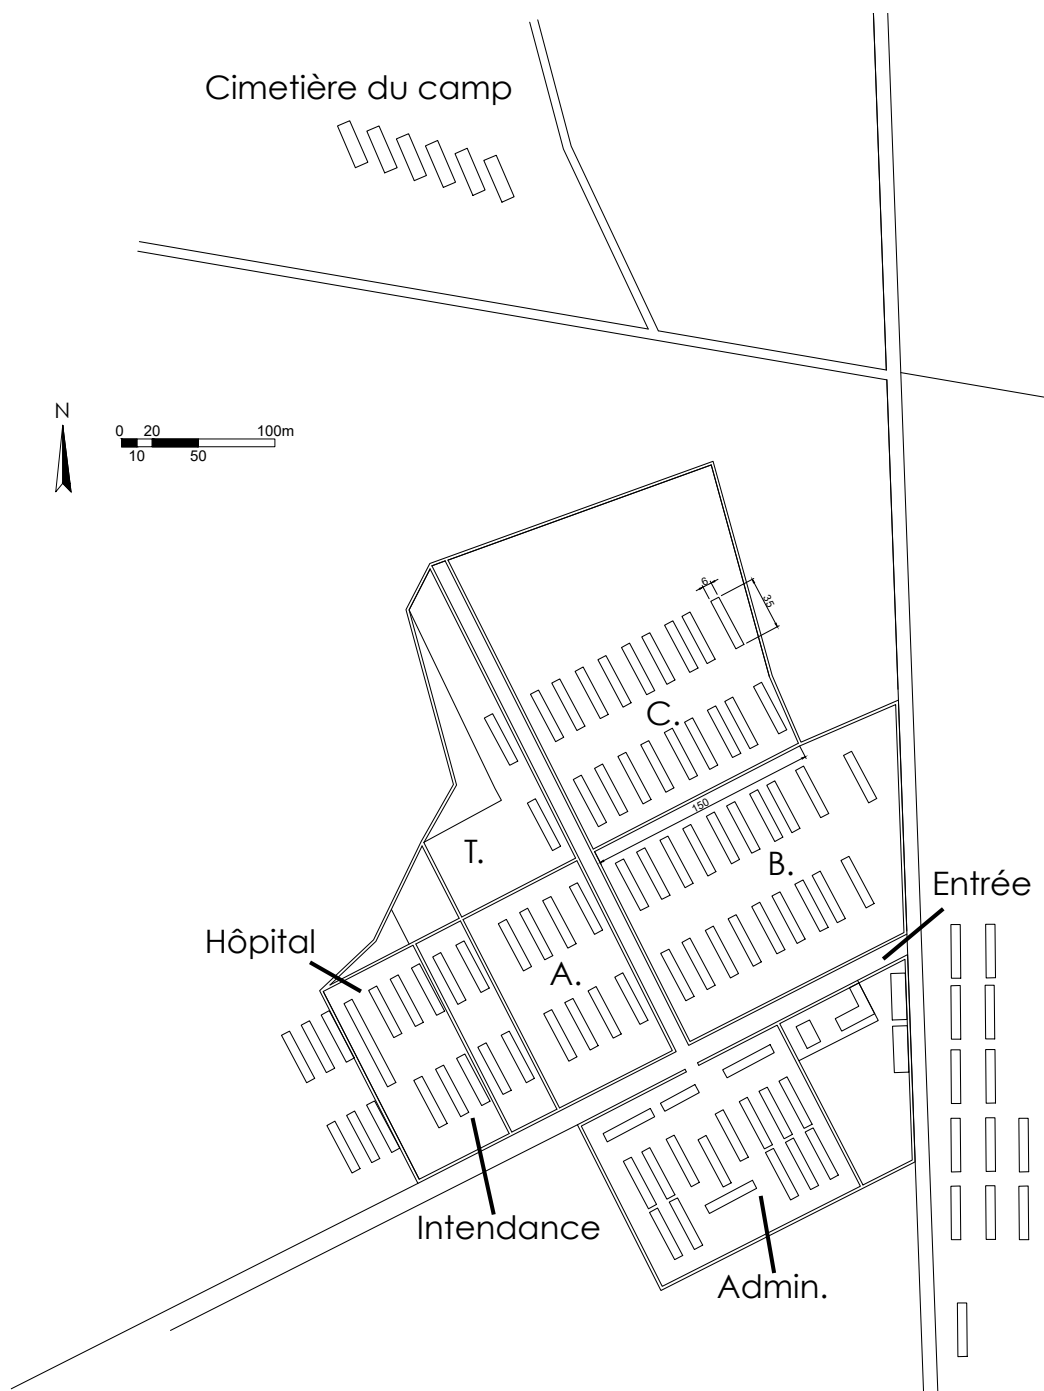 Cimetière du camp
N
0 20 100m
10 50
6
35
C.
150
T.
B.
Entrée
Hôpital
A.
Intendance
Admin.